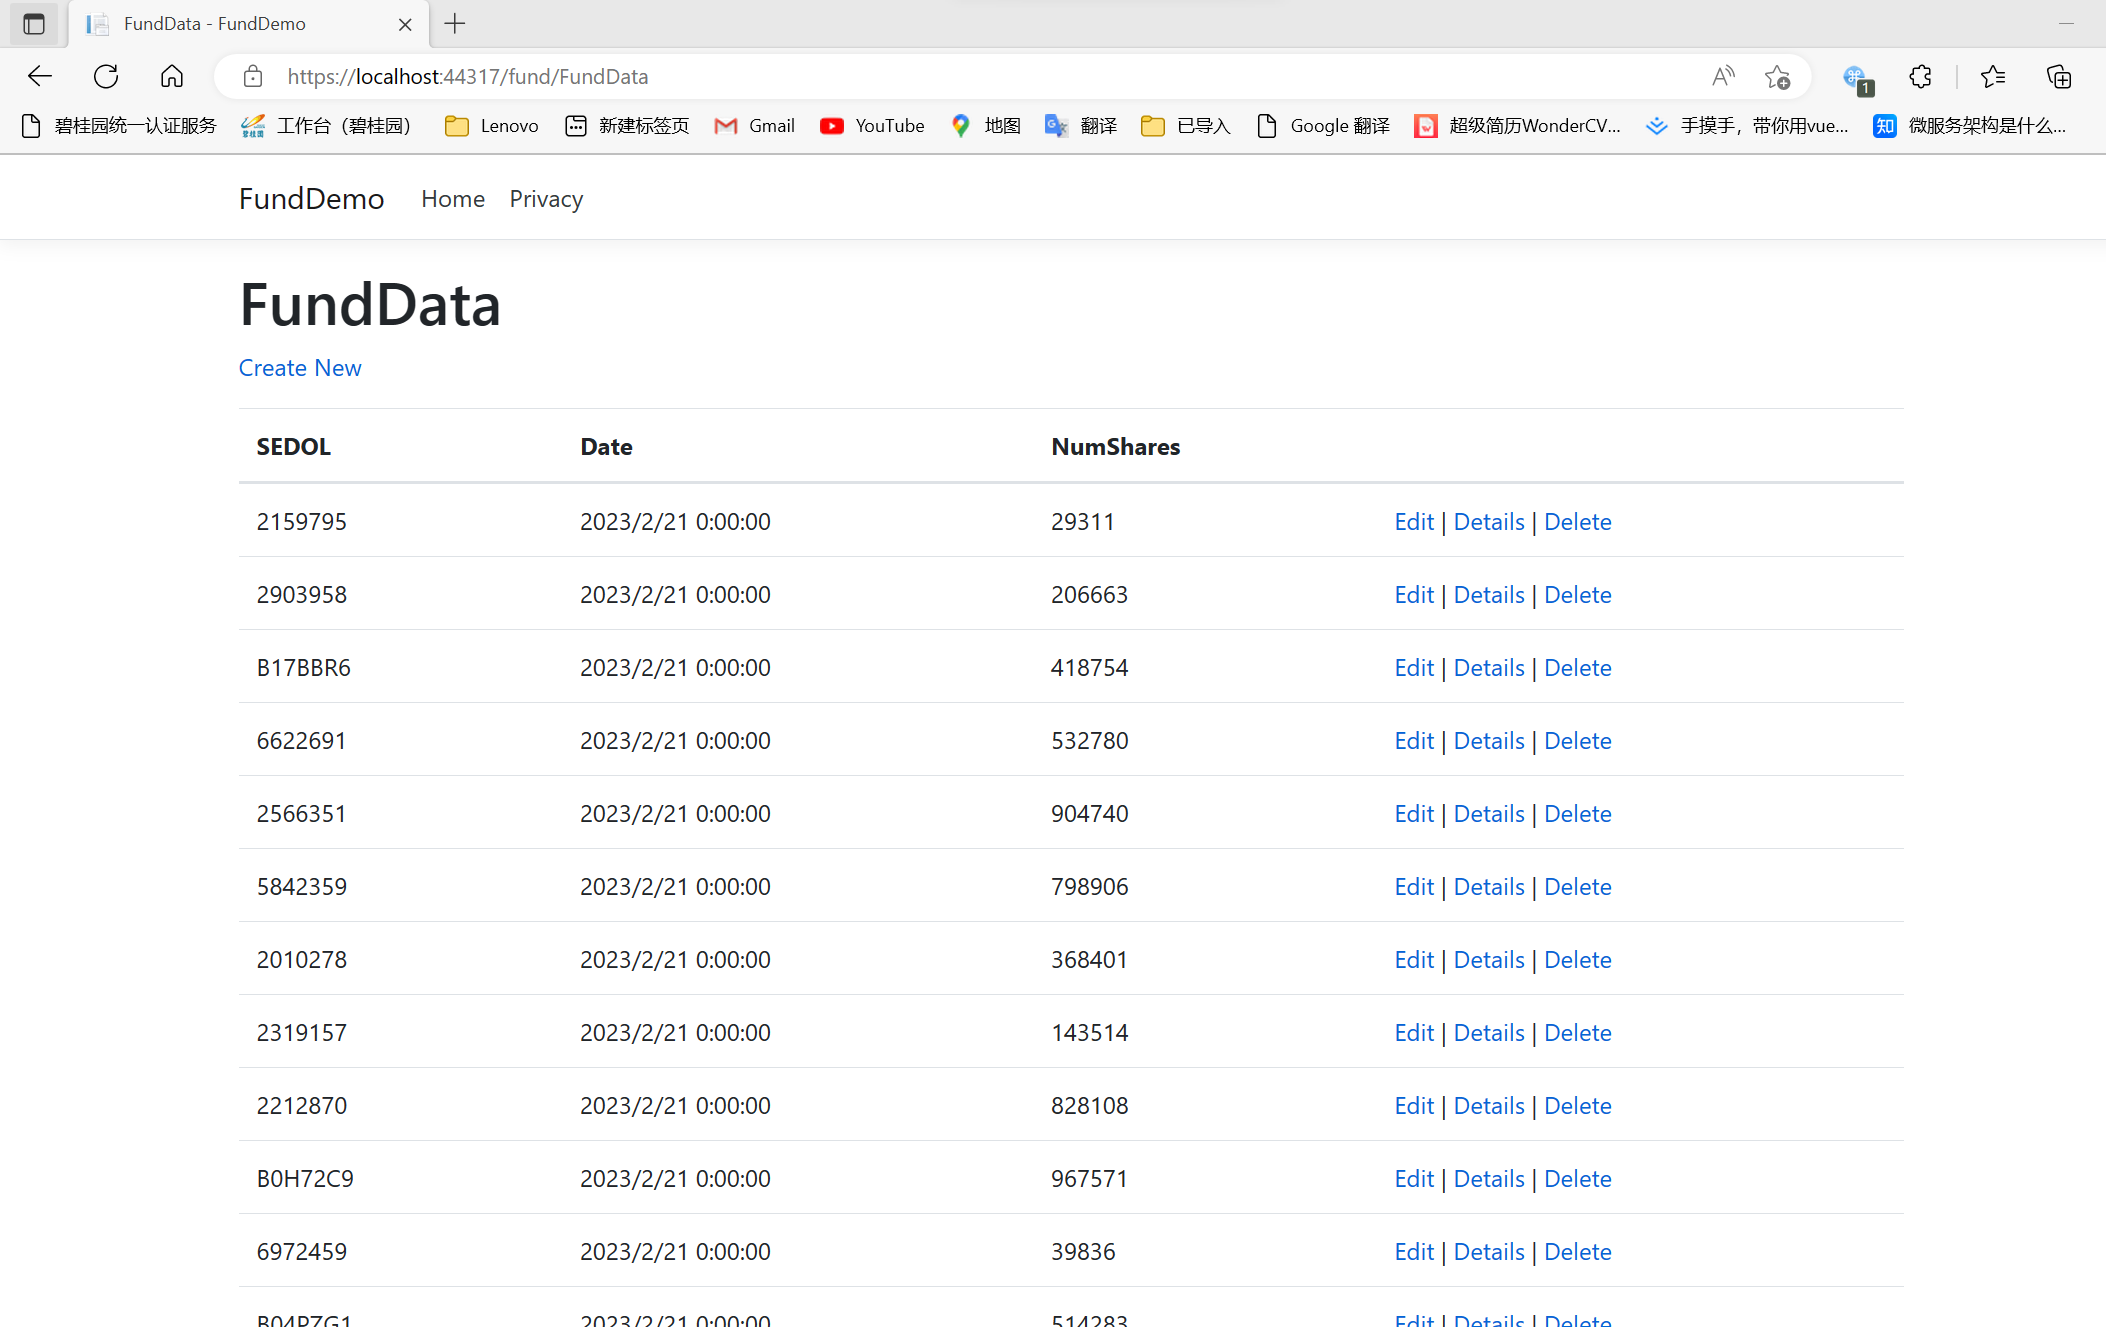 FundData - FundDemo
https://localhost:44317/fund/FundData
1
碧桂园统一认证服务 工作台（碧桂园） Lenovo 新建标签页 Gmail YouTube 地图 翻译 已导入 Google 翻译 超级简历WonderCV... 手摸手，带你用vue... 微服务架构是什么...
FundDemo Home Privacy
FundData
Create New
SEDOL Date NumShares
2159795 2023/2/21 0:00:00 29311 Edit | Details | Delete
2903958 2023/2/21 0:00:00 206663 Edit | Details | Delete
B17BBR6 2023/2/21 0:00:00 418754 Edit | Details | Delete
6622691 2023/2/21 0:00:00 532780 Edit | Details | Delete
2566351 2023/2/21 0:00:00 904740 Edit | Details | Delete
5842359 2023/2/21 0:00:00 798906 Edit | Details | Delete
2010278 2023/2/21 0:00:00 368401 Edit | Details | Delete
2319157 2023/2/21 0:00:00 143514 Edit | Details | Delete
2212870 2023/2/21 0:00:00 828108 Edit | Details | Delete
B0H72C9 2023/2/21 0:00:00 967571 Edit | Details | Delete
6972459 2023/2/21 0:00:00 39836 Edit | Details | Delete
B04PZG1 2023/2/21 0:00:00 514283 Edit | Details | Delete